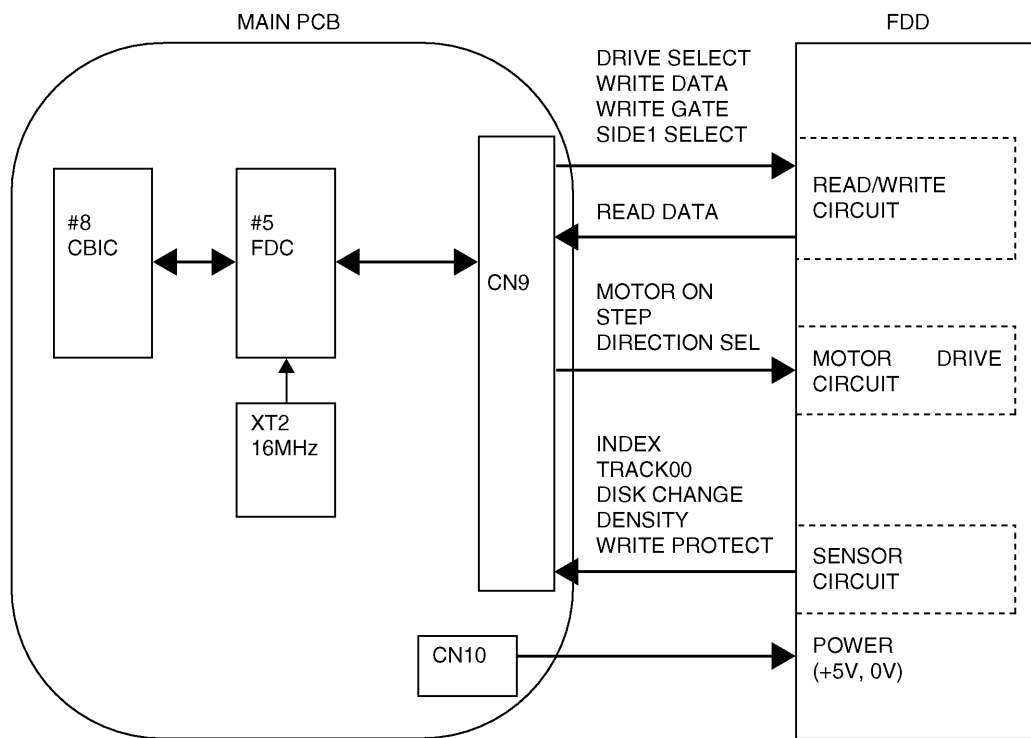 MAIN PCB
FDD
DRIVE SELECT
WRITE DATA
WRITE GATE
SIDE1 SELECT
#8
CBIC
#5
FDC
READ/WRITE
CIRCUIT
READ DATA
CN9
MOTOR ON
STEP
DIRECTION SEL
MOTOR DRIVE
CIRCUIT
XT2
16MHz
INDEX
TRACK00
DISK CHANGE
DENSITY
WRITE PROTECT
SENSOR
CIRCUIT
CN10
POWER
(+5V, 0V)